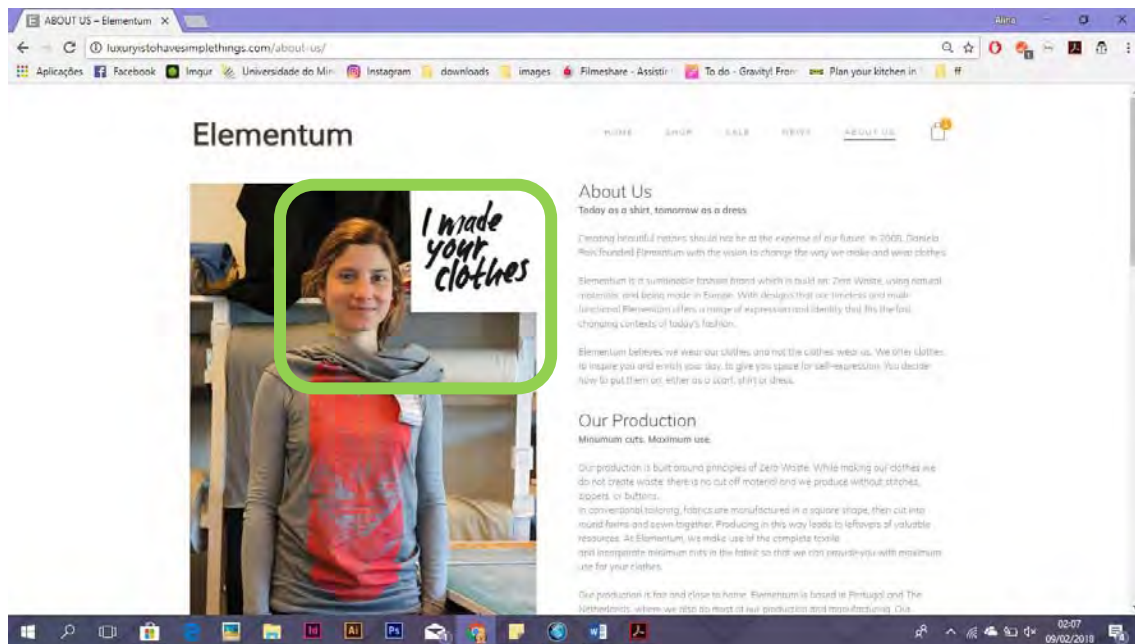 ABOUT US – Elementum
Alina
luxuryistohavesimplethings.com/about-us/
Aplicações Facebook Imgur Universidade do Min Instagram downloads images Filmeshare - Assistir To do - Gravity! From Plan your kitchen in ff
Elementum
HOME SHOP SALE NEWS ABOUT US
I made
your
clothes
About Us
Today as a shirt, tomorrow as a dress
Creating beautiful clothes should not be at the expense of our future. In 2008, Daniela
Pais founded Elementum with the vision to change the way we make and wear clothes.
Elementum is a sustainable fashion brand which is build on: Zero Waste, using natural
materials and being made in Europe. With designs that are timeless and multi-
functional Elementum offers a range of expression and identity that fits the fast
changing contexts of today's fashion.
Elementum believes we wear our clothes and not the clothes wear us. We offer clothes
to inspire you and enrich your day, to give you space for self-expression. You decide
how to put them on, either as a scarf, shirt or dress.
Our Production
Minumum cuts. Maximum use.
Our production is built around principles of Zero Waste. While making our clothes we
do not create waste: there is no cut off material and we produce without stitches,
zippers, or buttons.
In conventional tailoring, fabrics are manufactured in a square shape, then cut into
round forms and sewn together. Producing in this way leads to leftovers of valuable
resources. At Elementum, we make use of the complete textile
and incorporate minimum cuts in the fabric so that we can provide you with maximum
use for your clothes.
Our production is fair and close to home. Elementum is based in Portugal and The
Netherlands, where we also do most of our production and manufacturing. Our
02:07
09/02/2018